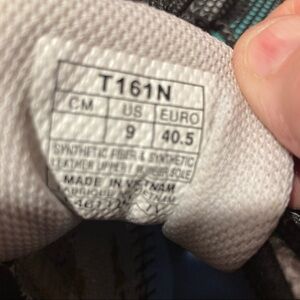 T161N
CM US EURO
9 40.5
SYNTHETIC FIBER & SYNTHETIC
LEATHER UPPER RUBBER SOLE
MADE IN VIETNAM